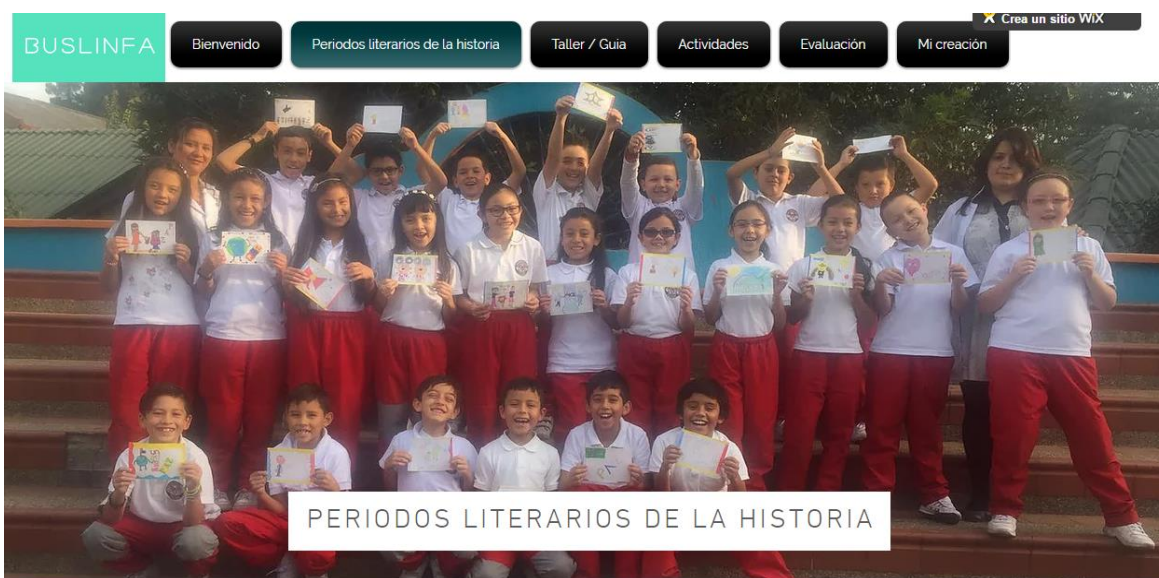 Crea un sitio WiX
BUSLINFA
Bienvenido
Periodos literarios de la historia
Taller / Guia
Actividades
Evaluación
Mi creación
PERIODOS LITERARIOS DE LA HISTORIA